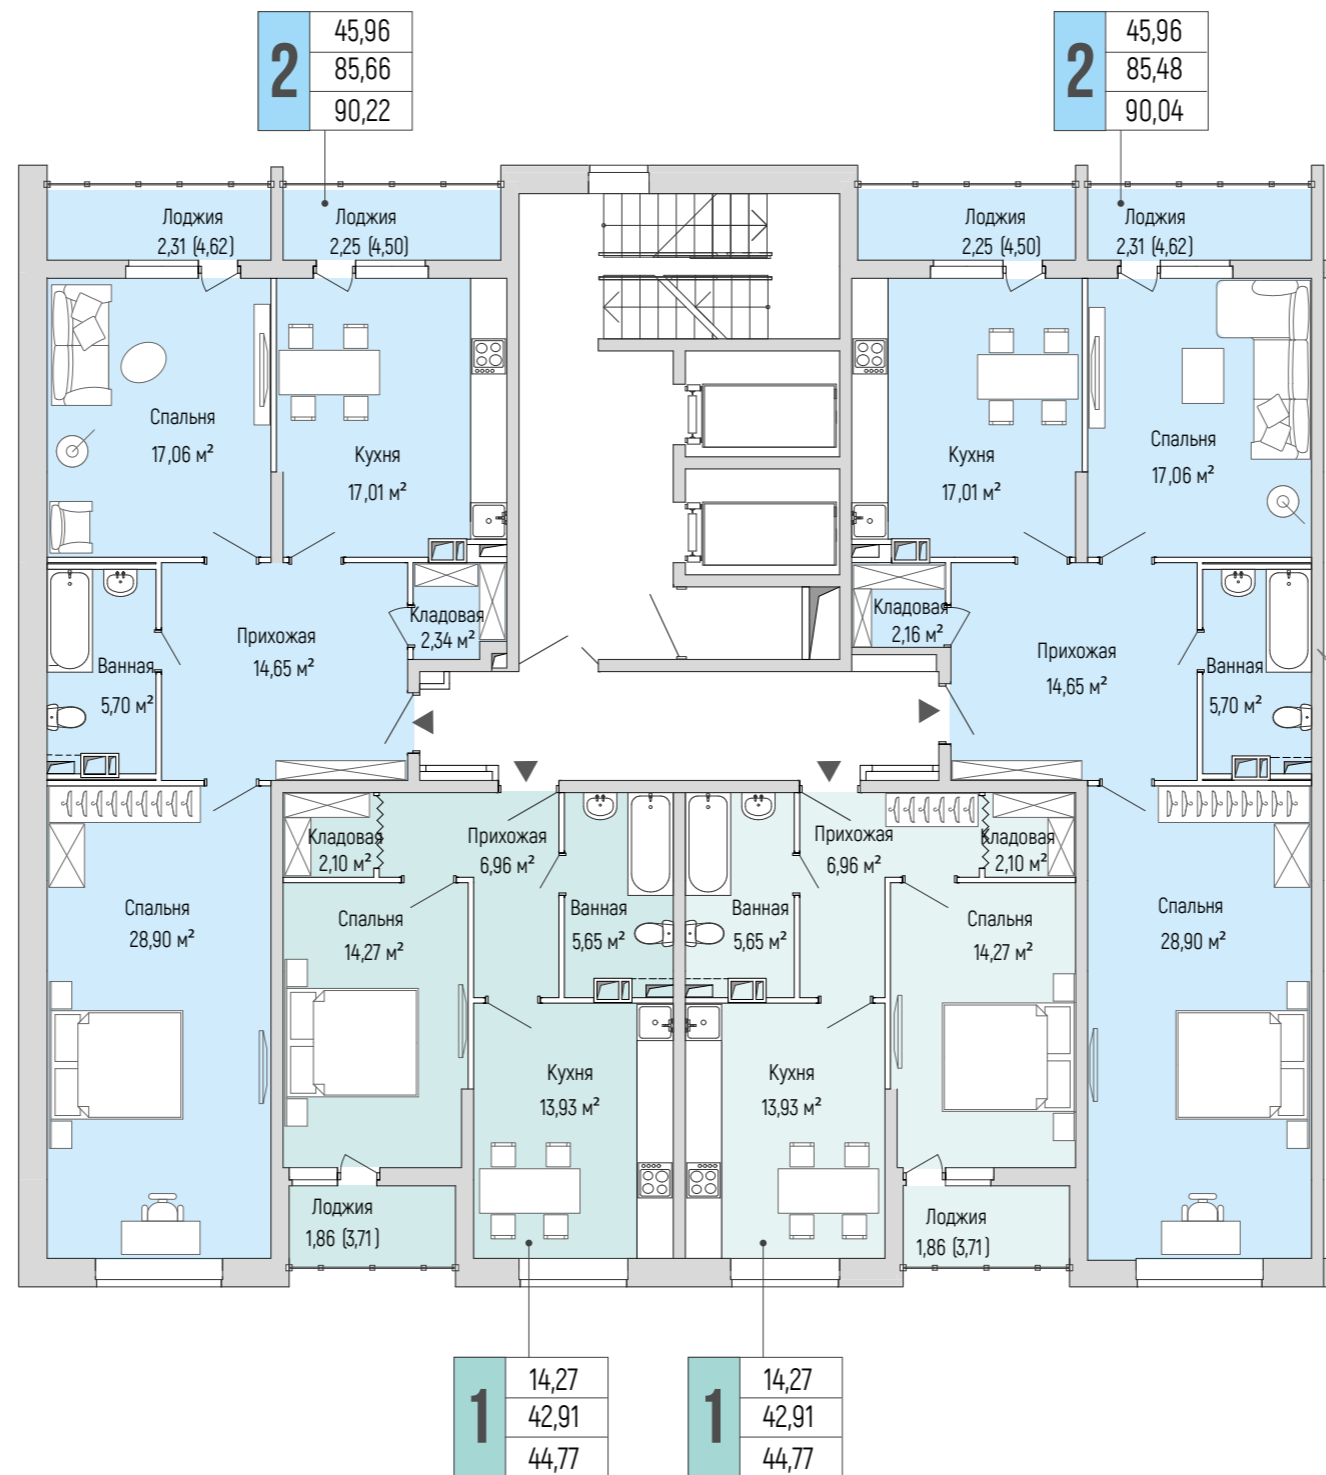 2
45,96
85,66
90,22
2
45,96
85,48
90,04
Лоджия
2,31 (4,62)
Лоджия
2,25 (4,50)
Лоджия
2,25 (4,50)
Лоджия
2,31 (4,62)
Спальня
17,06 м²
Кухня
17,01 м²
Кухня
17,01 м²
Спальня
17,06 м²
Кладовая
2,34 м²
Прихожая
14,65 м²
Ванная
5,70 м²
Кладовая
2,16 м²
Прихожая
14,65 м²
Ванная
5,70 м²
Кладовая
2,10 м²
Прихожая
6,96 м²
Прихожая
6,96 м²
Кладовая
2,10 м²
Спальня
28,90 м²
Спальня
14,27 м²
Ванная
5,65 м²
Ванная
5,65 м²
Спальня
14,27 м²
Спальня
28,90 м²
Кухня
13,93 м²
Кухня
13,93 м²
Лоджия
1,86 (3,71)
Лоджия
1,86 (3,71)
1
14,27
42,91
44,77
1
14,27
42,91
44,77